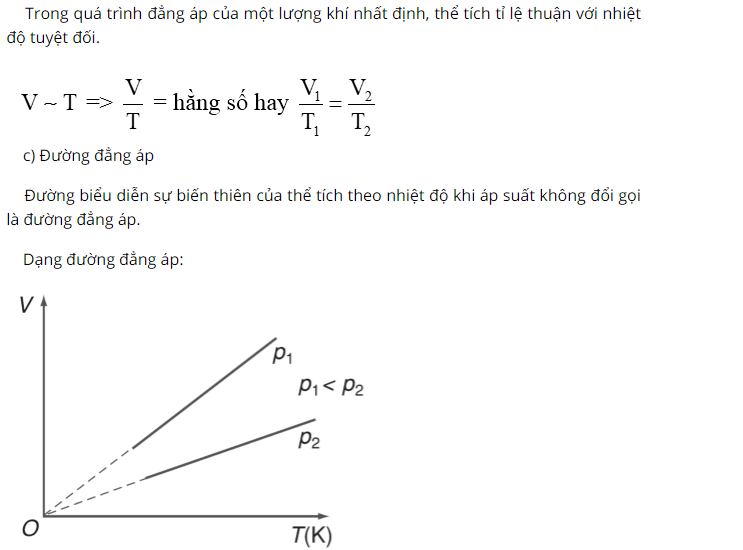 Trong quá trình đẳng áp của một lượng khí nhất định, thể tích tỉ lệ thuận với nhiệt
độ tuyệt đối.
V ~ T => V/T = hằng số hay V₁/T₁ = V₂/T₂
c) Đường đẳng áp
Đường biểu diễn sự biến thiên của thể tích theo nhiệt độ khi áp suất không đổi gọi
là đường đẳng áp.
Dạng đường đẳng áp:
V
p₁
p₁ < p₂
p₂
O
T(K)